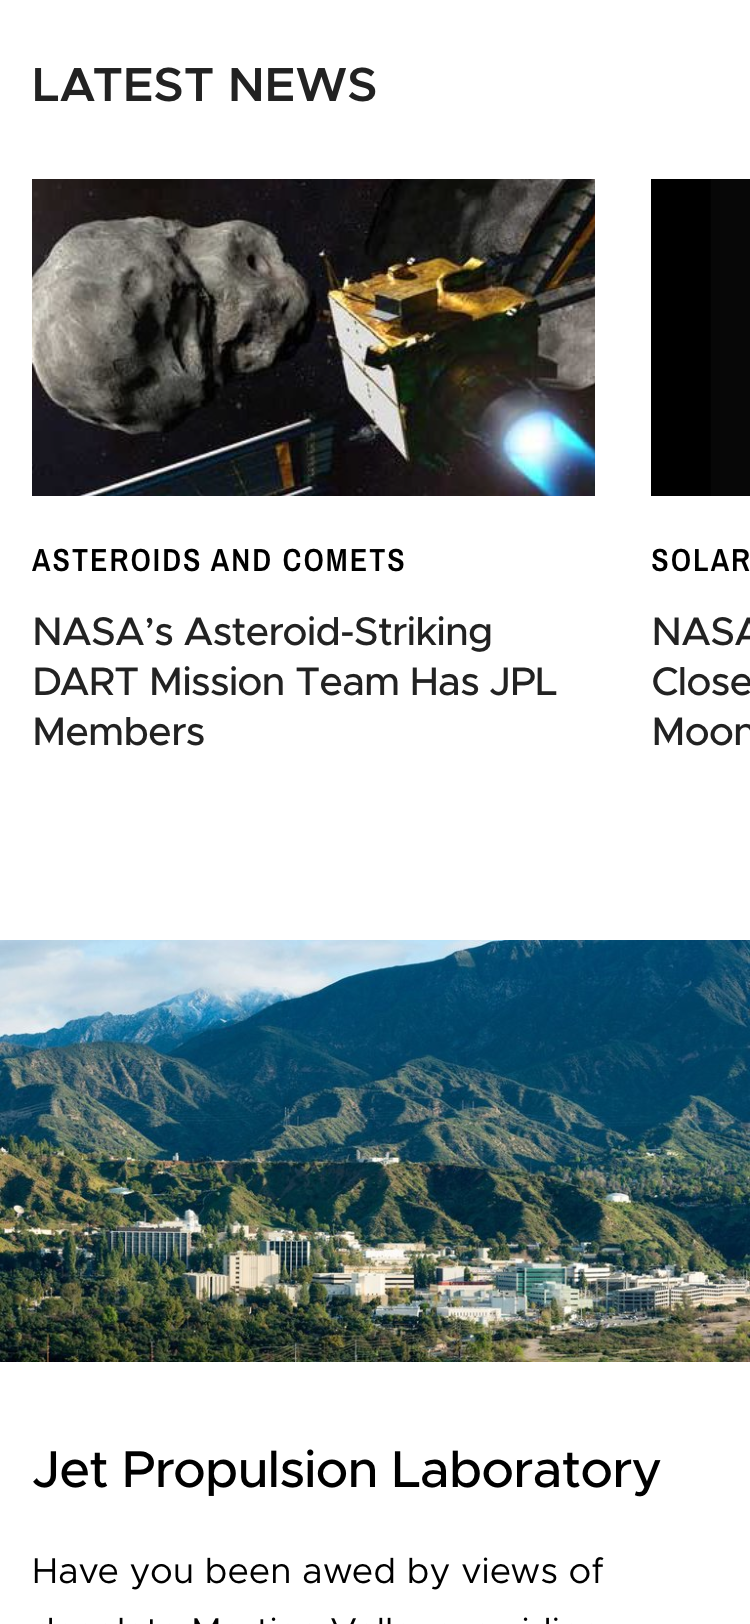 LATEST NEWS
ASTEROIDS AND COMETS
NASA’s Asteroid-Striking
DART Mission Team Has JPL
Members
SOLAR
NASA
Close
Moon
Jet Propulsion Laboratory
Have you been awed by views of